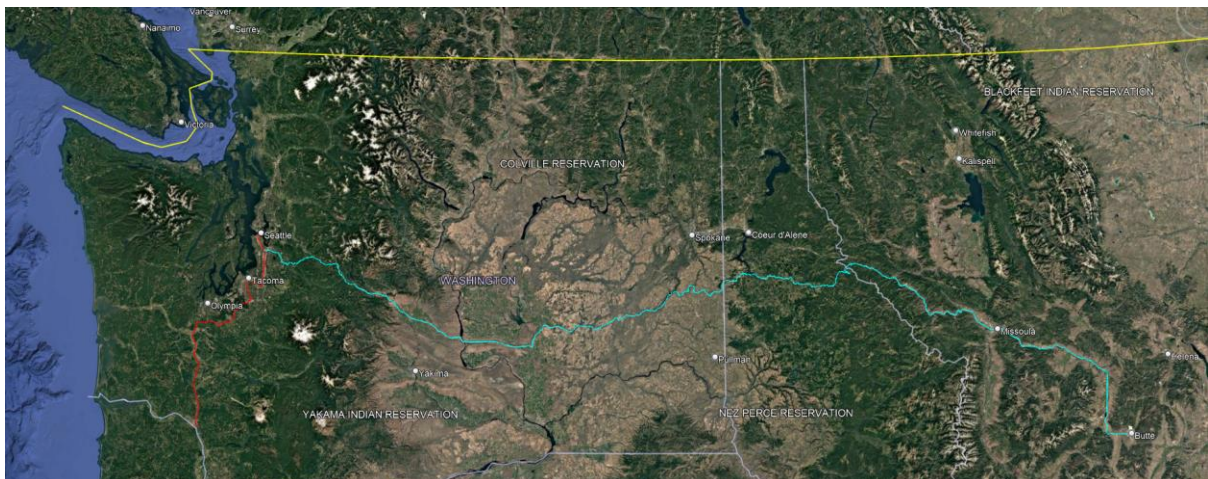 Vancouver
Nanaimo
Surrey
BLACKFEET INDIAN RESERVATION
Victoria
Whitefish
Kalispell
COLVILLE RESERVATION
Seattle
Spokane
Coeur d'Alene
Tacoma
WASHINGTON
Olympia
Missoula
Helena
Pullman
Yakima
YAKAMA INDIAN RESERVATION
NEZ PERCE RESERVATION
Butte